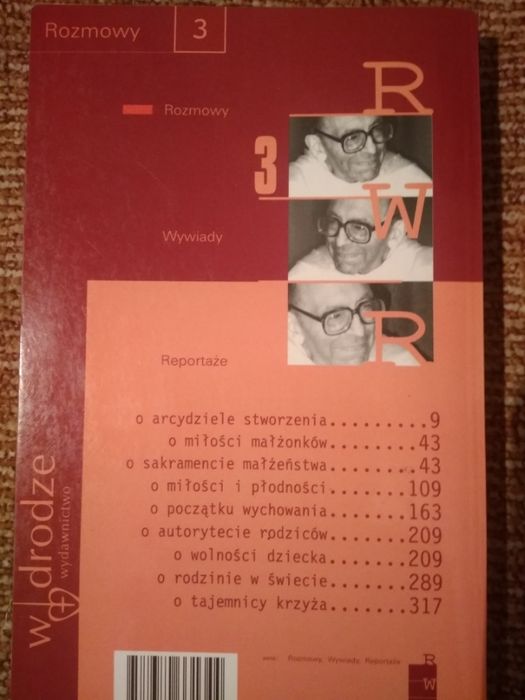 Rozmowy 3
R
Rozmowy
3
W
Wywiady
R
Reportaże
o arcydziele stworzenia.........9
o miłości małżonków.......43
o sakramencie małżeństwa.......43
o miłości i płodności.......109
o początku wychowania.......163
o autorytecie rodziców.......209
o wolności dziecka.......209
o rodzinie w świecie.......289
o tajemnicy krzyża.......317
w drodze
wydawnictwo
Rozmowy, Wywiady, Reportaże
R
W